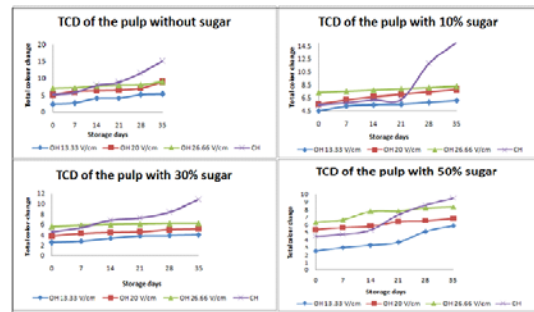 TCD of the pulp without sugar
Total colour change
20
15
10
5
0
0 7 14 21 28 35
Storage days
OH 13.33 V/cm OH 20 V/cm OH 26.66 V/cm CH
TCD of the pulp with 10% sugar
Total colour change
14.5
12.5
10.5
8.5
6.5
4.5
0 7 14 21 28 35
Storage days
OH 13.33 V/cm OH 20 V/cm OH 26.66 V/cm CH
TCD of the pulp with 30% sugar
Total colour change
12
10
8
6
4
2
0
0 7 14 21 28 35
Storage days
OH 13.33 V/cm OH 20 V/cm OH 26.66 V/cm CH
TCD of the pulp with 50% sugar
Total colour change
10
9
8
7
6
5
4
3
2
1
0
0 7 14 21 28 35
Storage days
OH 13.33 V/cm OH 20 V/cm OH 26.66 V/cm CH